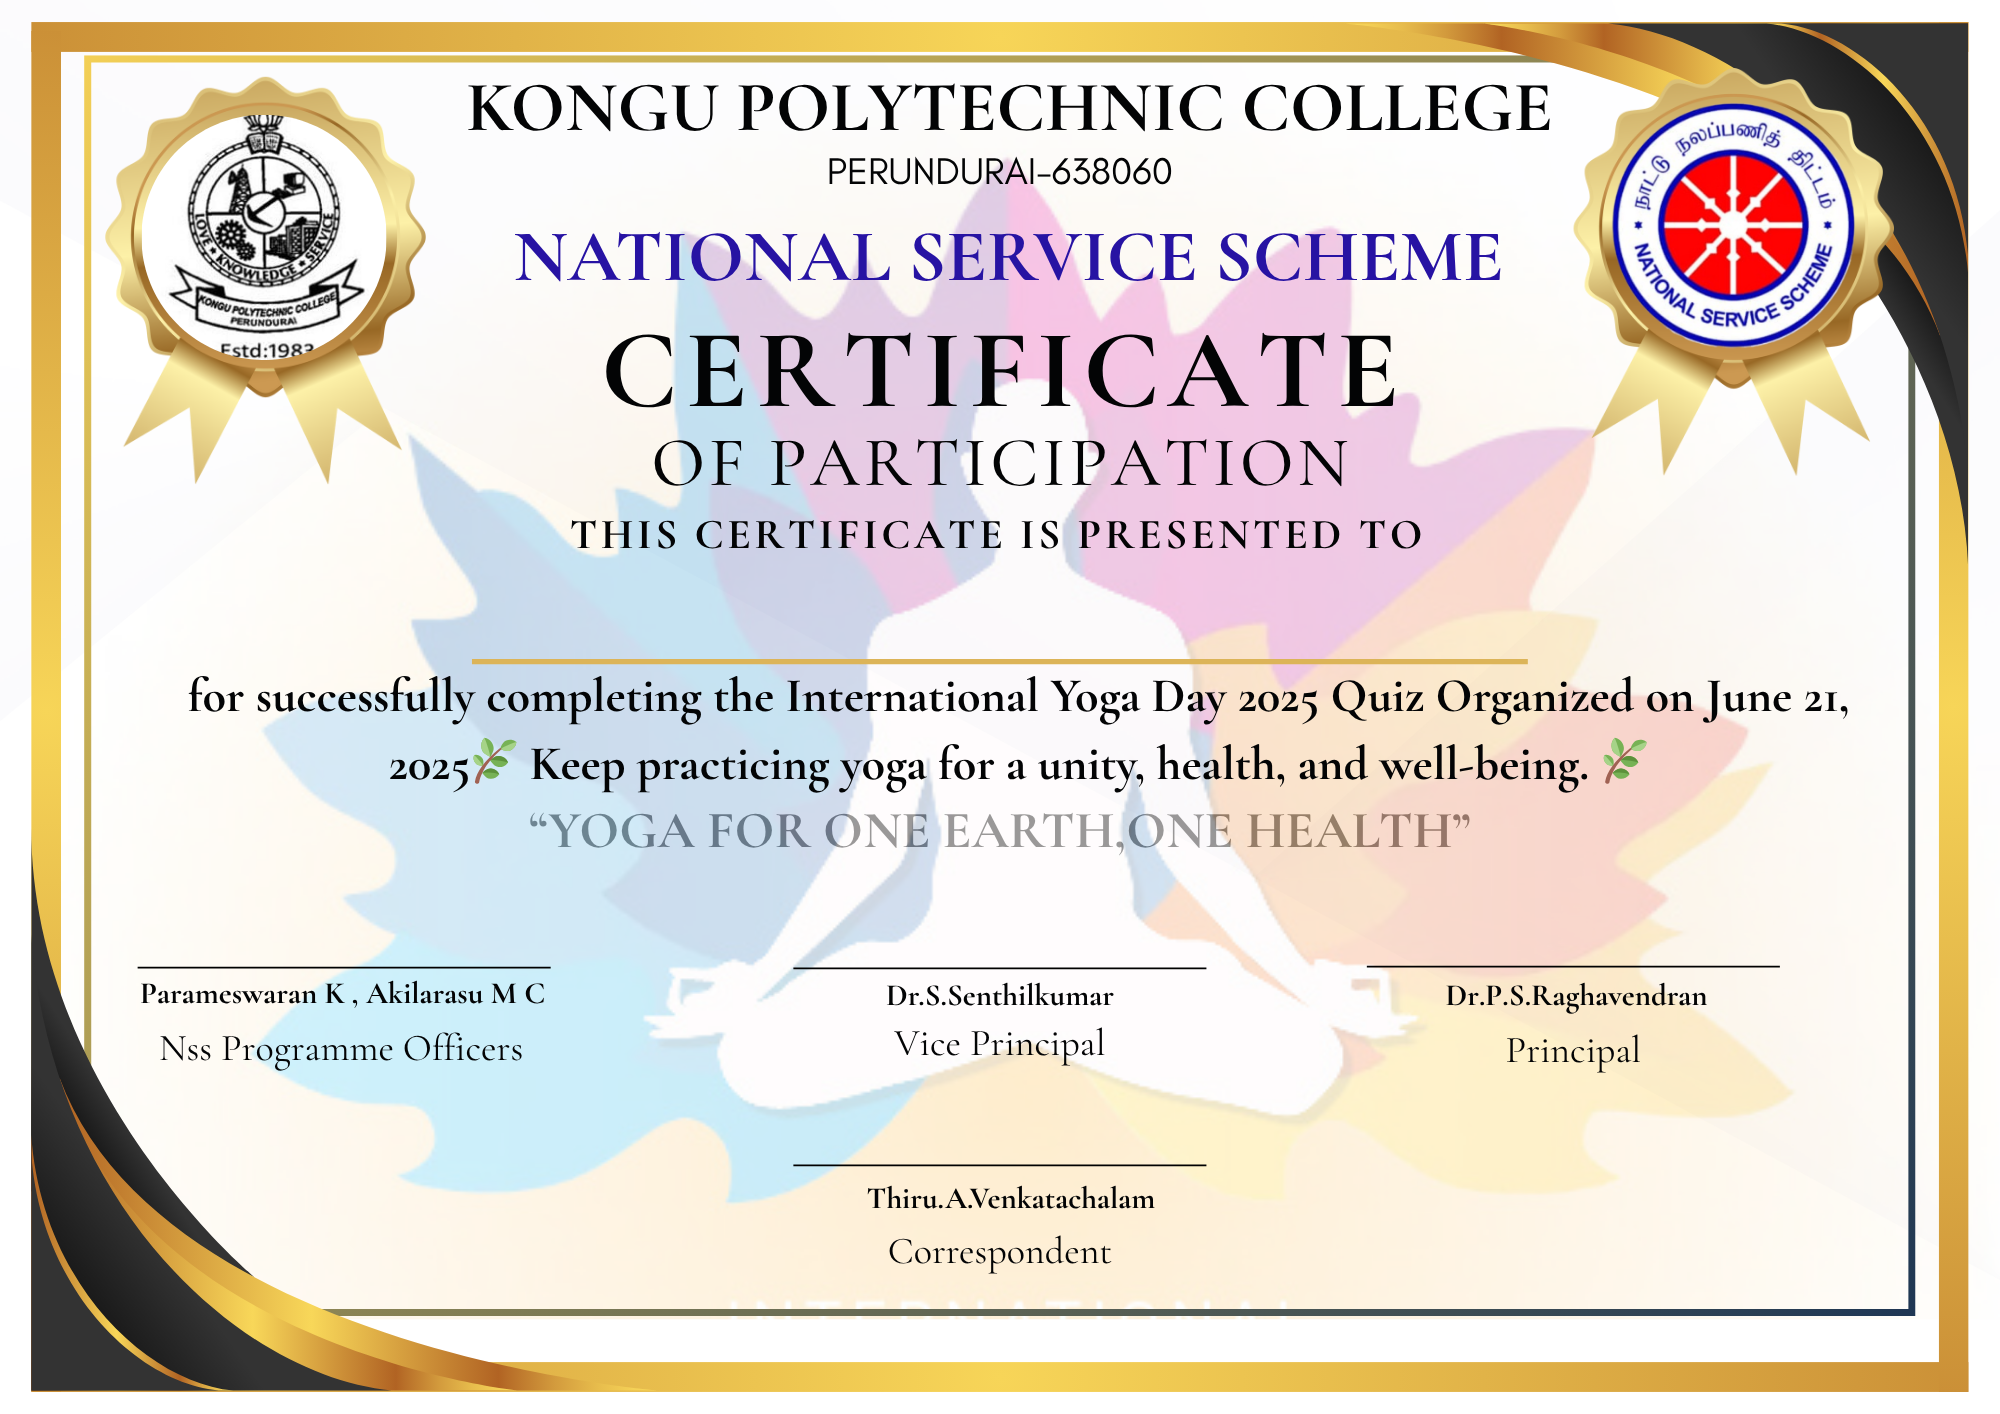 KONGU POLYTECHNIC COLLEGE
PERUNDURAI-638060
NATIONAL SERVICE SCHEME
CERTIFICATE
OF PARTICIPATION
THIS CERTIFICATE IS PRESENTED TO
for successfully completing the International Yoga Day 2025 Quiz Organized on June 21,
2025🌿 Keep practicing yoga for a unity, health, and well-being. 🌿
“YOGA FOR ONE EARTH,ONE HEALTH”
Parameswaran K , Akilarasu M C
Nss Programme Officers
Dr.S.Senthilkumar
Vice Principal
Dr.P.S.Raghavendran
Principal
Thiru.A.Venkatachalam
Correspondent
INTERNATIONAL
LOVE ★ KNOWLEDGE ★ SERVICE
KONGU POLYTECHNIC COLLEGE
PERUNDURAI
Estd:1983
நாட்டு நலப்பணித் திட்டம்
NATIONAL SERVICE SCHEME